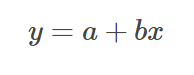 y = a + bx